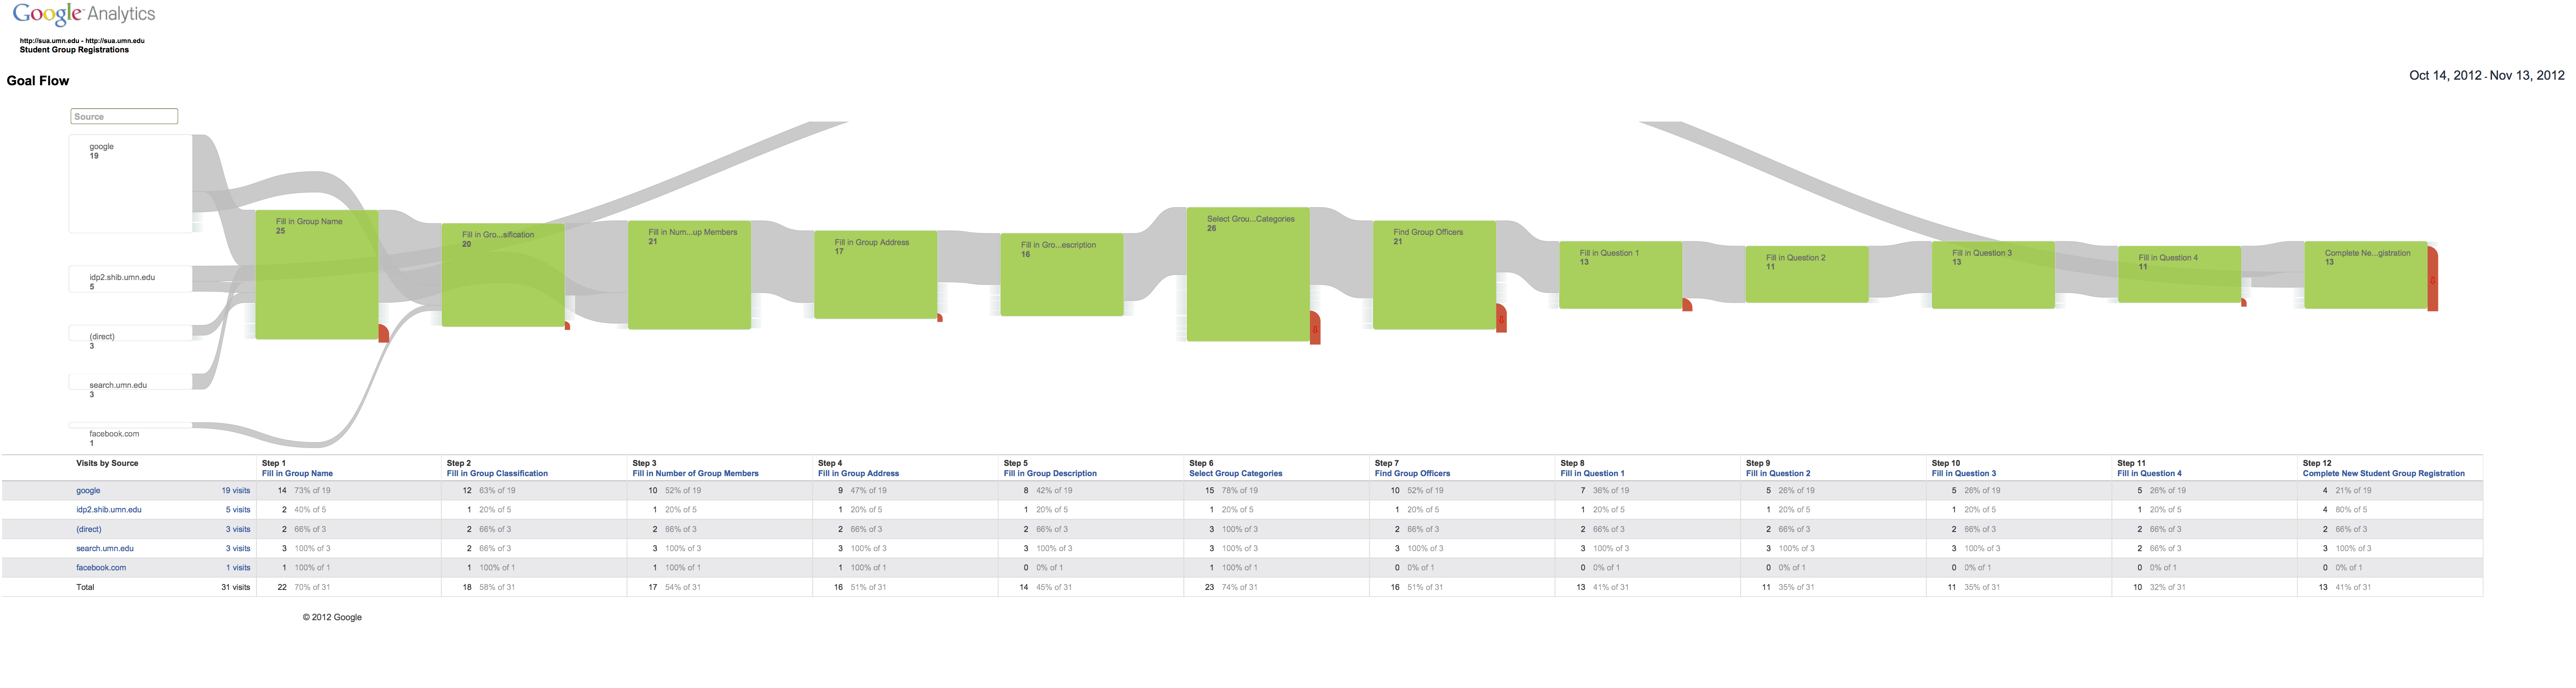 Google Analytics
http://sua.umn.edu - http://sua.umn.edu
Student Group Registrations
Goal Flow
Oct 14, 2012 - Nov 13, 2012
Source
google
19
idp2.shib.umn.edu
5
(direct)
3
search.umn.edu
3
facebook.com
1
Fill in Group Name
25
Fill in Gro...sification
20
Fill in Num...up Members
21
Fill in Group Address
17
Fill in Gro...escription
16
Select Grou...Categories
26
Find Group Officers
21
Fill in Question 1
13
Fill in Question 2
11
Fill in Question 3
13
Fill in Question 4
11
Complete Ne...gistration
13
Visits by Source Step 1 Step 2 Step 3 Step 4 Step 5 Step 6 Step 7 Step 8 Step 9 Step 10 Step 11 Step 12
Fill in Group Name Fill in Group Classification Fill in Number of Group Members Fill in Group Address Fill in Group Description Select Group Categories Find Group Officers Fill in Question 1 Fill in Question 2 Fill in Question 3 Fill in Question 4 Complete New Student Group Registration
google 19 visits 14 73% of 19 12 63% of 19 10 52% of 19 9 47% of 19 8 42% of 19 15 78% of 19 10 52% of 19 7 36% of 19 5 26% of 19 5 26% of 19 5 26% of 19 4 21% of 19
idp2.shib.umn.edu 5 visits 2 40% of 5 1 20% of 5 1 20% of 5 1 20% of 5 1 20% of 5 1 20% of 5 1 20% of 5 1 20% of 5 1 20% of 5 1 20% of 5 1 20% of 5 4 80% of 5
(direct) 3 visits 2 66% of 3 2 66% of 3 2 66% of 3 2 66% of 3 2 66% of 3 3 100% of 3 2 66% of 3 2 66% of 3 2 66% of 3 2 66% of 3 2 66% of 3 2 66% of 3
search.umn.edu 3 visits 3 100% of 3 2 66% of 3 3 100% of 3 3 100% of 3 3 100% of 3 3 100% of 3 3 100% of 3 3 100% of 3 3 100% of 3 3 100% of 3 2 66% of 3 3 100% of 3
facebook.com 1 visits 1 100% of 1 1 100% of 1 1 100% of 1 1 100% of 1 0 0% of 1 1 100% of 1 0 0% of 1 0 0% of 1 0 0% of 1 0 0% of 1 0 0% of 1 0 0% of 1
Total 31 visits 22 70% of 31 18 58% of 31 17 54% of 31 16 51% of 31 14 45% of 31 23 74% of 31 16 51% of 31 13 41% of 31 11 35% of 31 11 35% of 31 10 32% of 31 13 41% of 31
© 2012 Google